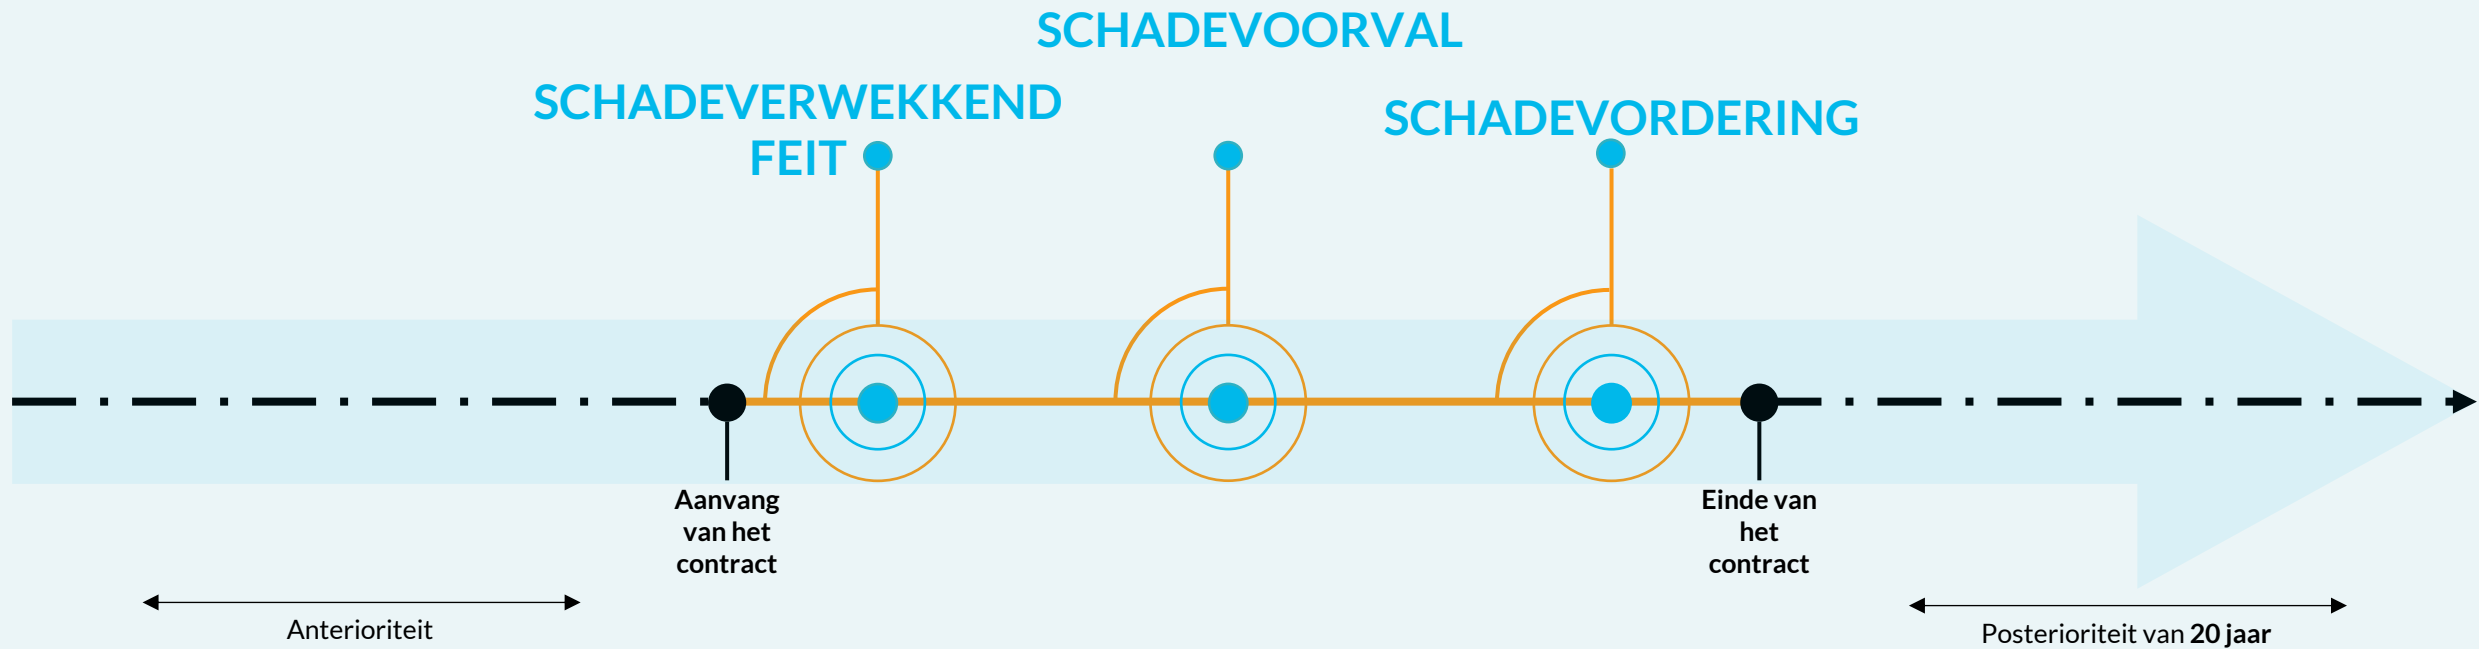 SCHADEVOORVAL
SCHADEVERWEKKEND
FEIT
SCHADEVORDERING
Aanvang
van het
contract
Einde van
het
contract
Anterioriteit
Posterioriteit van 20 jaar